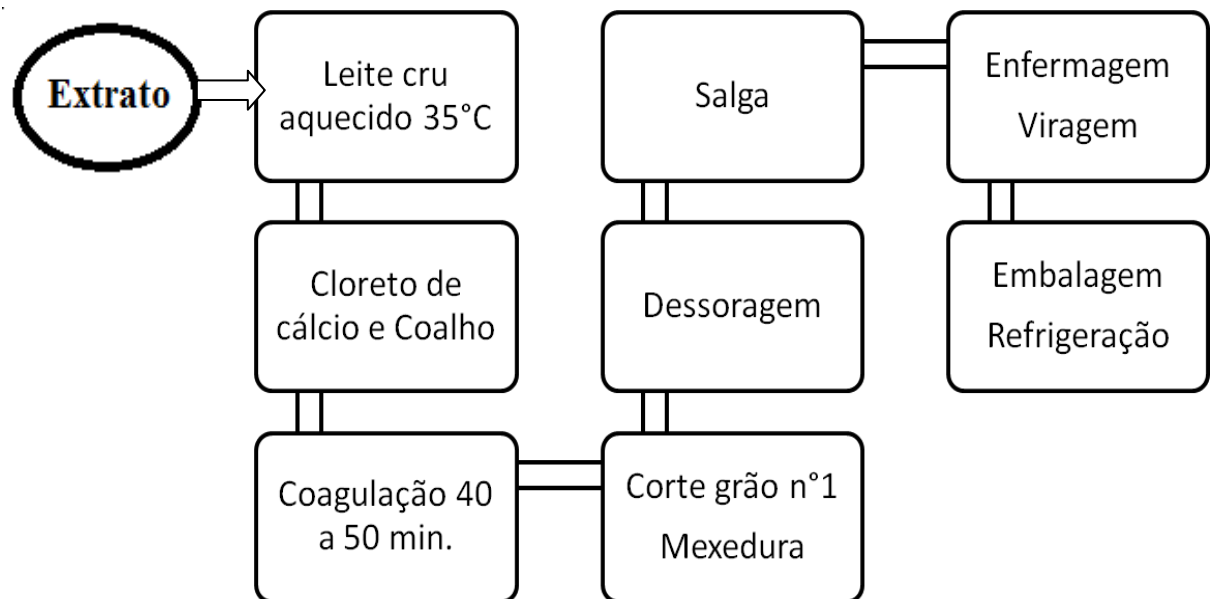 Extrato
Leite cru
aquecido 35°C
Cloreto de
cálcio e Coalho
Coagulação 40
a 50 min.
Corte grão n°1
Mexedura
Dessoragem
Salga
Enfermagem
Viragem
Embalagem
Refrigeração